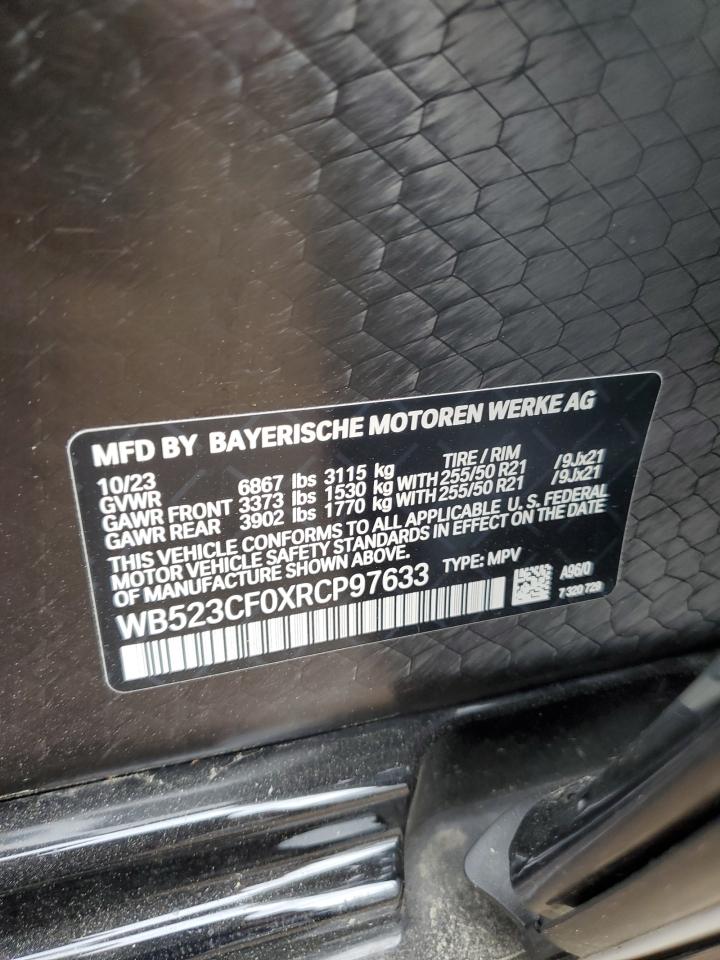 MFD BY BAYERISCHE MOTOREN WERKE AG
10/23 TIRE / RIM
GVWR 6867 lbs 3115 kg
GAWR FRONT 3373 lbs 1530 kg WITH 255/50 R21 /9Jx21
GAWR REAR 3902 lbs 1770 kg WITH 255/50 R21 /9Jx21
THIS VEHICLE CONFORMS TO ALL APPLICABLE U. S. FEDERAL
MOTOR VEHICLE SAFETY STANDARDS IN EFFECT ON THE DATE
OF MANUFACTURE SHOWN ABOVE.
WB523CF0XRCP97633 TYPE: MPV
A96/0
7 320 720